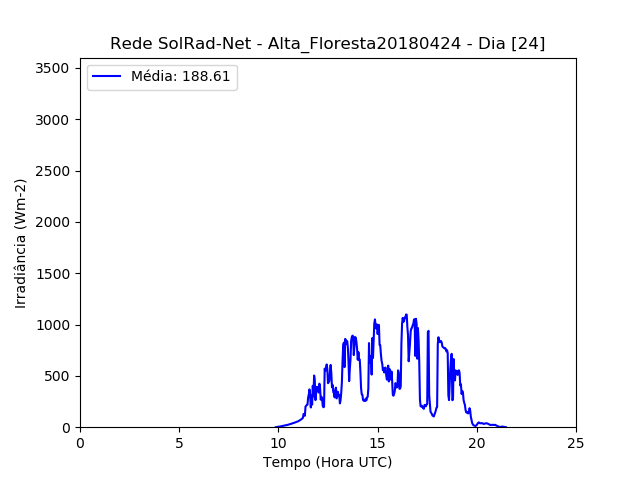 Rede SolRad-Net - Alta_Floresta20180424 - Dia [24]
Média: 188.61
Irradiância (Wm-2)
3500
3000
2500
2000
1500
1000
500
0
0 5 10 15 20 25
Tempo (Hora UTC)